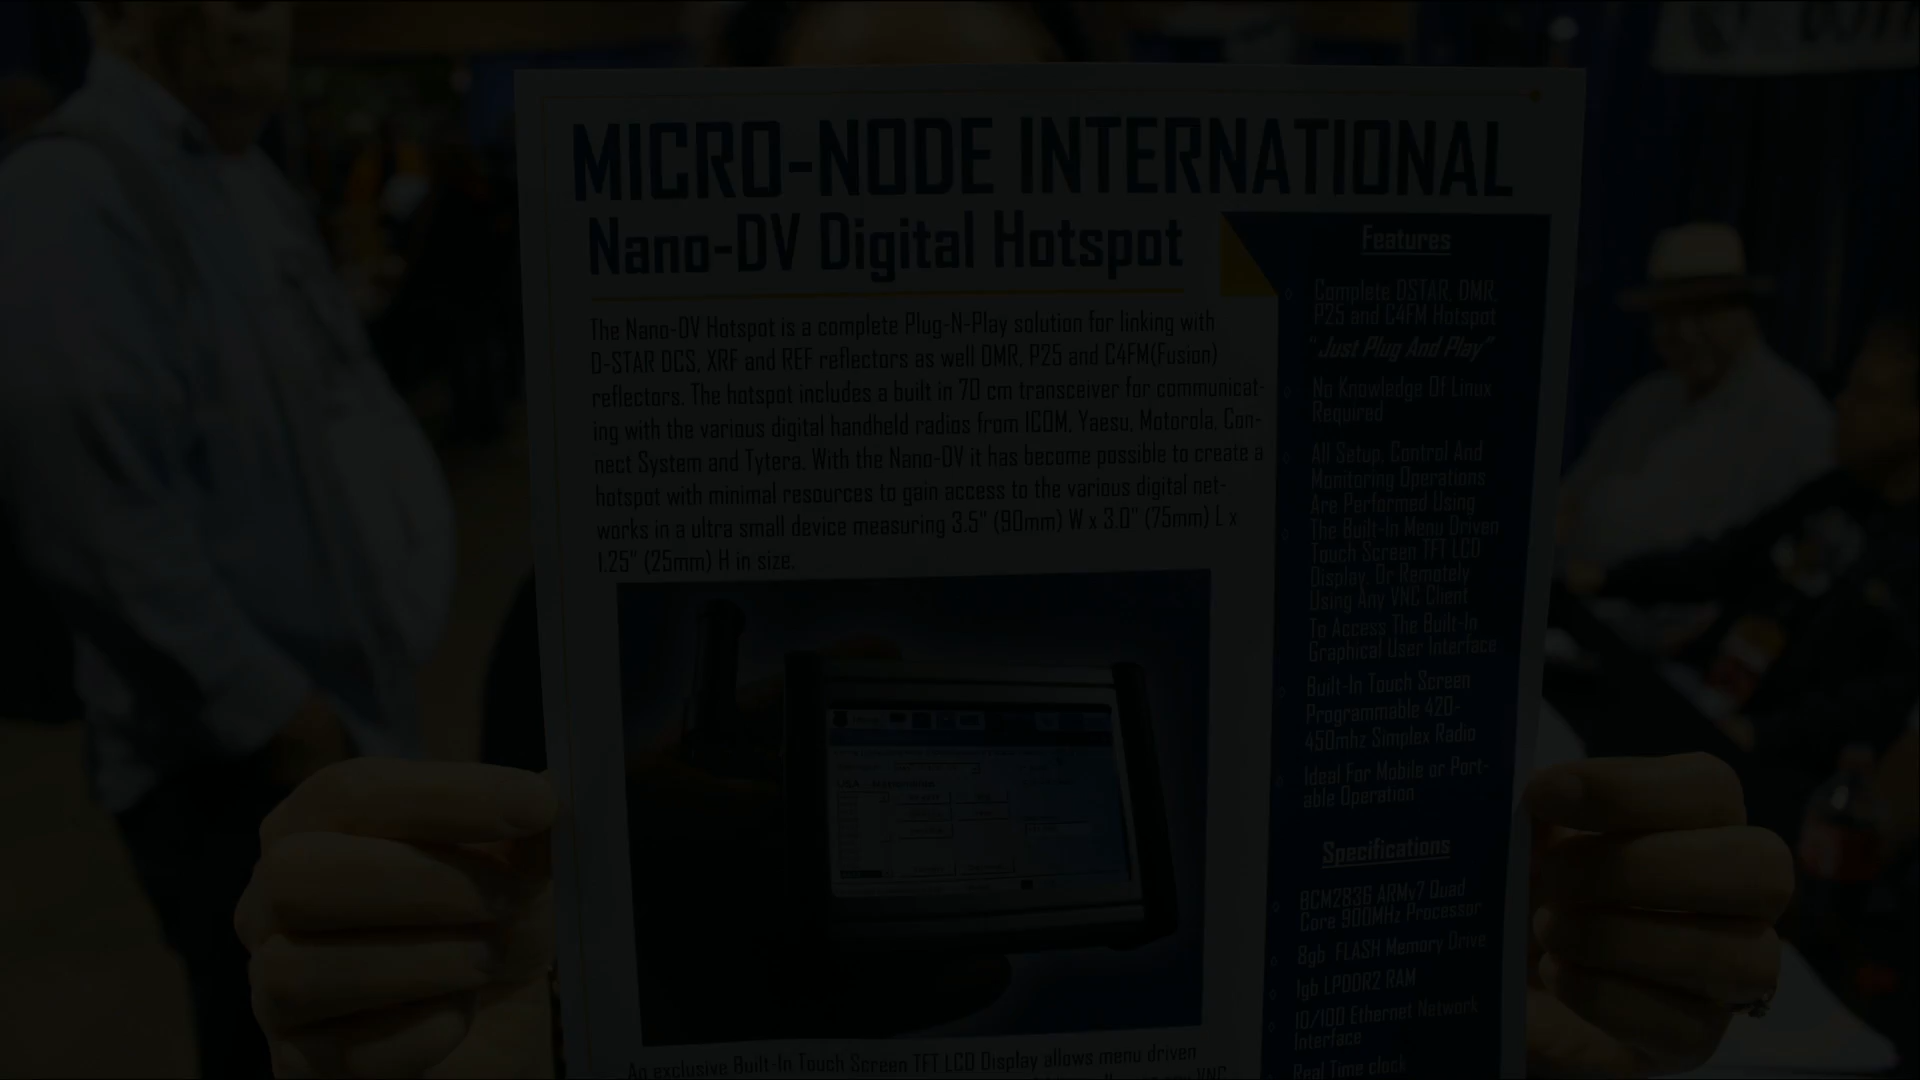 MICRO-NODE INTERNATIONAL
Nano-DV Digital Hotspot
The Nano-DV Hotspot is a complete Plug-N-Play solution for linking with
D-STAR DCS, XRF and REF reflectors as well DMR, P25 and C4FM(Fusion)
reflectors. The hotspot includes a built in 70 cm transceiver for communicat-
ing with the various digital handheld radios from ICOM, Yaesu, Motorola, Con-
nect System and Tytera. With the Nano-DV it has become possible to create a
hotspot with minimal resources to gain access to the various digital net-
works in a ultra small device measuring 3.5" (90mm) W x 3.0" (75mm) L x
1.25" (25mm) H in size.
An exclusive Built-In Touch Screen TFT LCD Display allows menu driven
VNC
Features
Complete DSTAR, DMR,
P25 and C4FM Hotspot
"Just Plug And Play"
No Knowledge Of Linux
Required
All Setup, Control And
Monitoring Operations
Are Performed Using
The Built-In Menu Driven
Touch Screen TFT LCD
Display, Or Remotely
Using Any VNC Client
To Access The Built-In
Graphical User Interface
Built-In Touch Screen
Programmable 420-
450mhz Simplex Radio
Ideal For Mobile or Port-
able Operation
Specifications
BCM2836 ARMv7 Quad
Core 900MHz Processor
8gb FLASH Memory Drive
1gb LPDDR2 RAM
10/100 Ethernet Network
Interface
Real Time clock